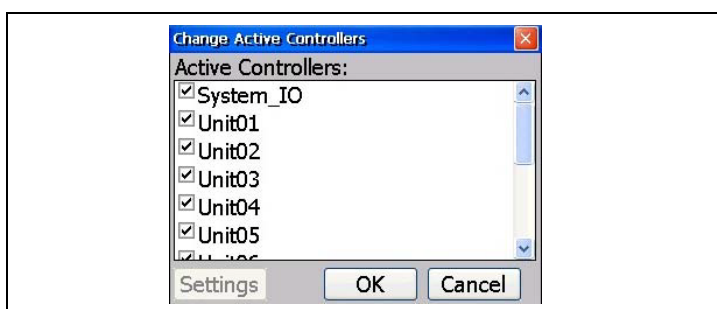 Change Active Controllers
Active Controllers:
System_IO
Unit01
Unit02
Unit03
Unit04
Unit05
Settings OK Cancel